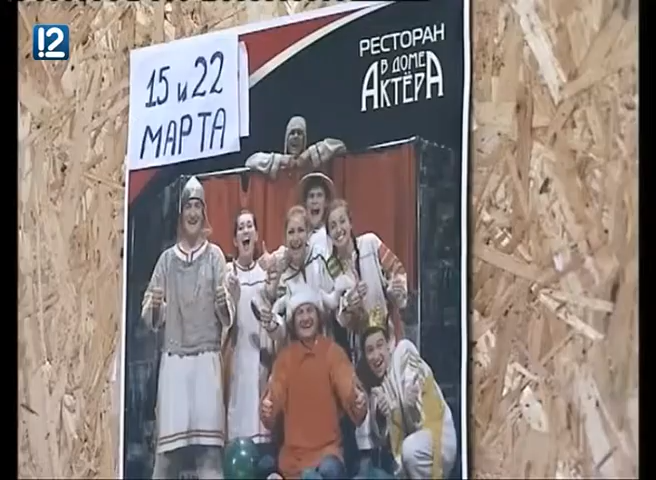 12
15 и 22
МАРТА
РЕСТОРАН
В ДОМЕ
АКТЁРА